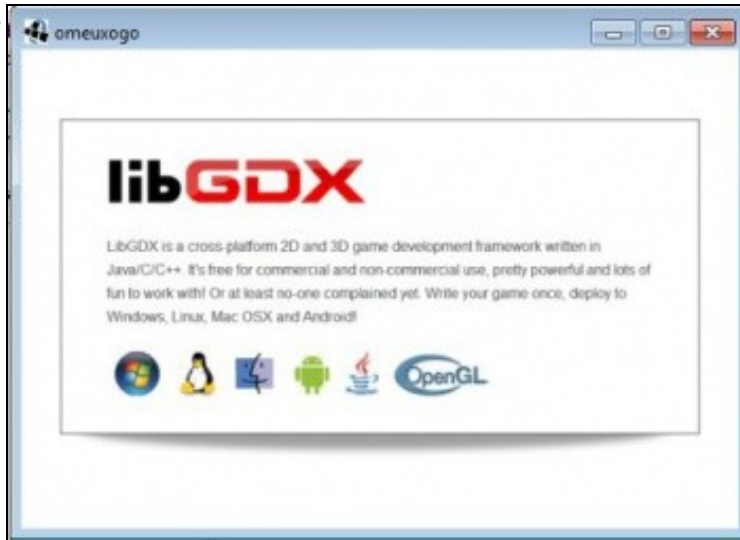 omeuxogo
libGDX
LibGDX is a cross-platform 2D and 3D game development framework written in
Java/C/C++. It's free for commercial and non-commercial use, pretty powerful and lots of
fun to work with! Or at least no-one complained yet. Write your game once, deploy to
Windows, Linux, Mac OSX and Android!
OpenGL